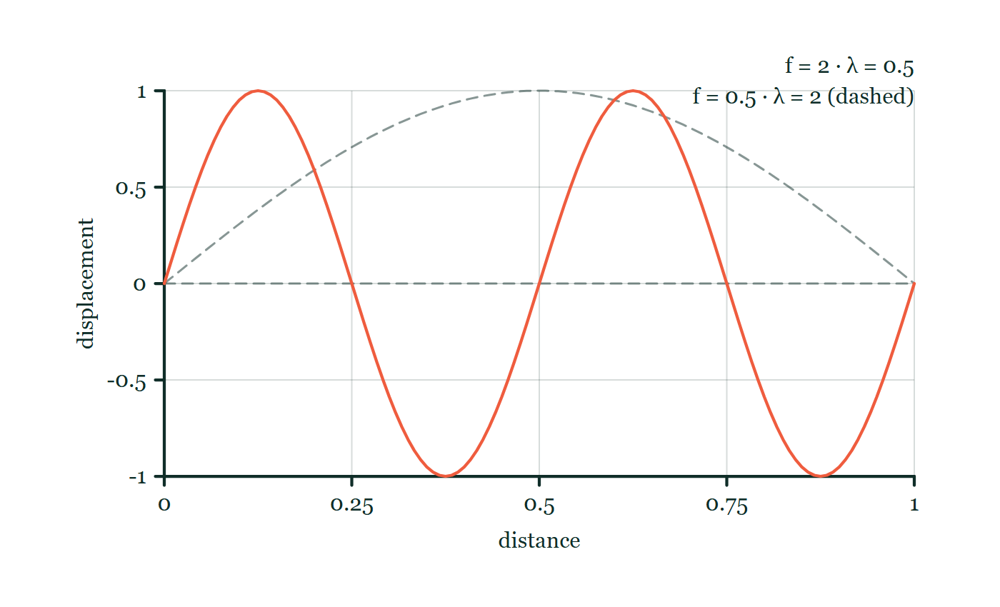 f = 2 · λ = 0.5
f = 0.5 · λ = 2 (dashed)
1
0.5
0
-0.5
-1
displacement
0 0.25 0.5 0.75 1
distance